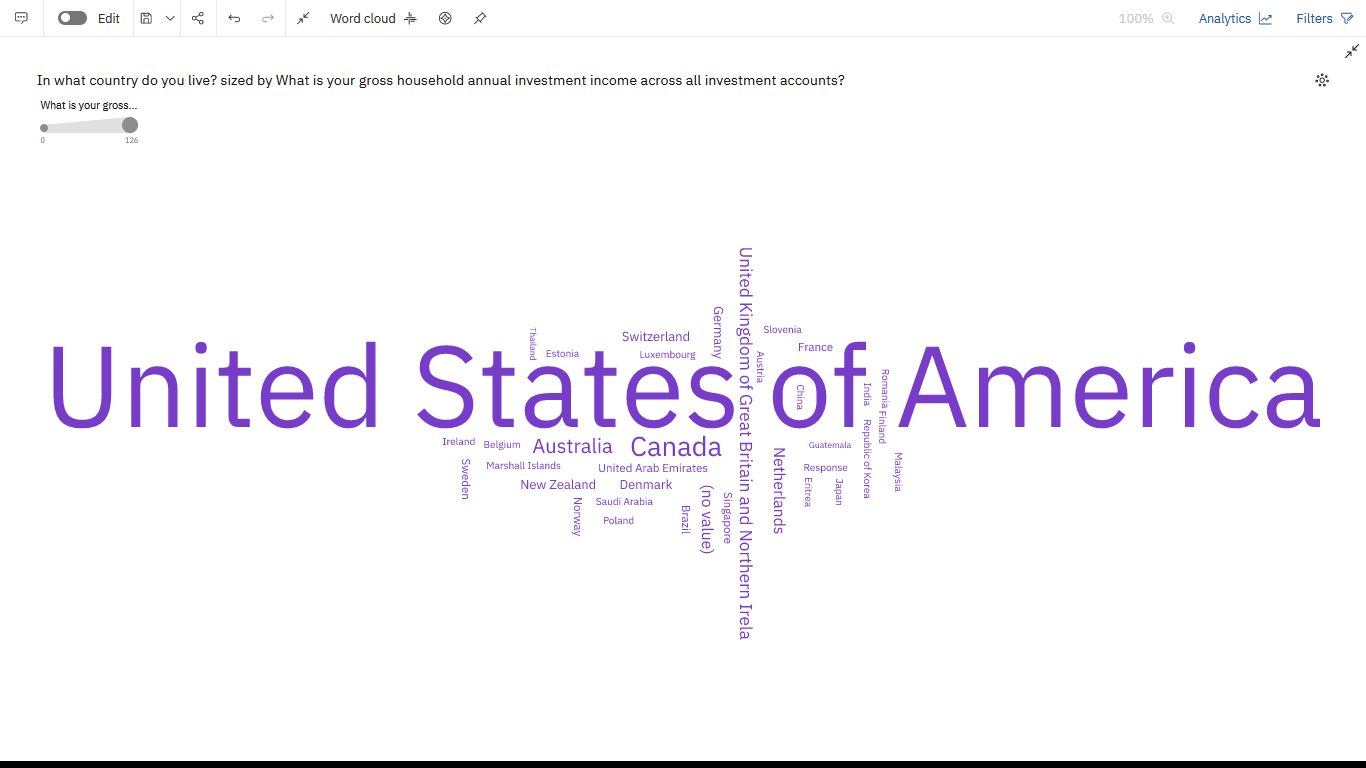 Edit
Word cloud
100%
Analytics
Filters
In what country do you live? sized by What is your gross household annual investment income across all investment accounts?
What is your gross...
0
126
United States of America
United Kingdom of Great Britain and Northern Irela
Germany
Slovenia
Thailand
Switzerland
France
Estonia
Luxembourg
Austria
China
India
Romania
Finland
Ireland
Belgium
Australia
Canada
Guatemala
Republic of Korea
Sweden
Marshall Islands
United Arab Emirates
Netherlands
Response
Malaysia
New Zealand
Denmark
Eritrea
Japan
Norway
Saudi Arabia
(no value)
Singapore
Brazil
Poland